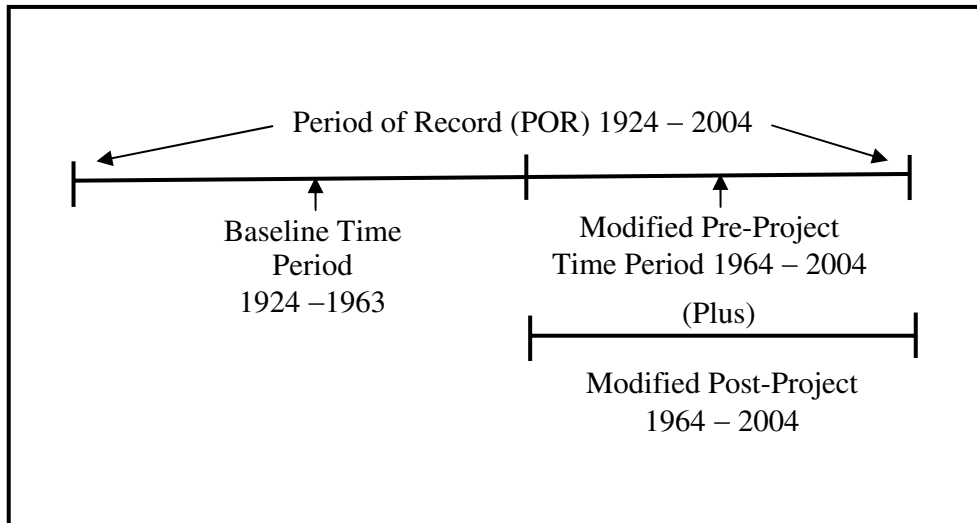 Period of Record (POR) 1924 – 2004
Baseline Time
Period
1924 –1963
Modified Pre-Project
Time Period 1964 – 2004
(Plus)
Modified Post-Project
1964 – 2004